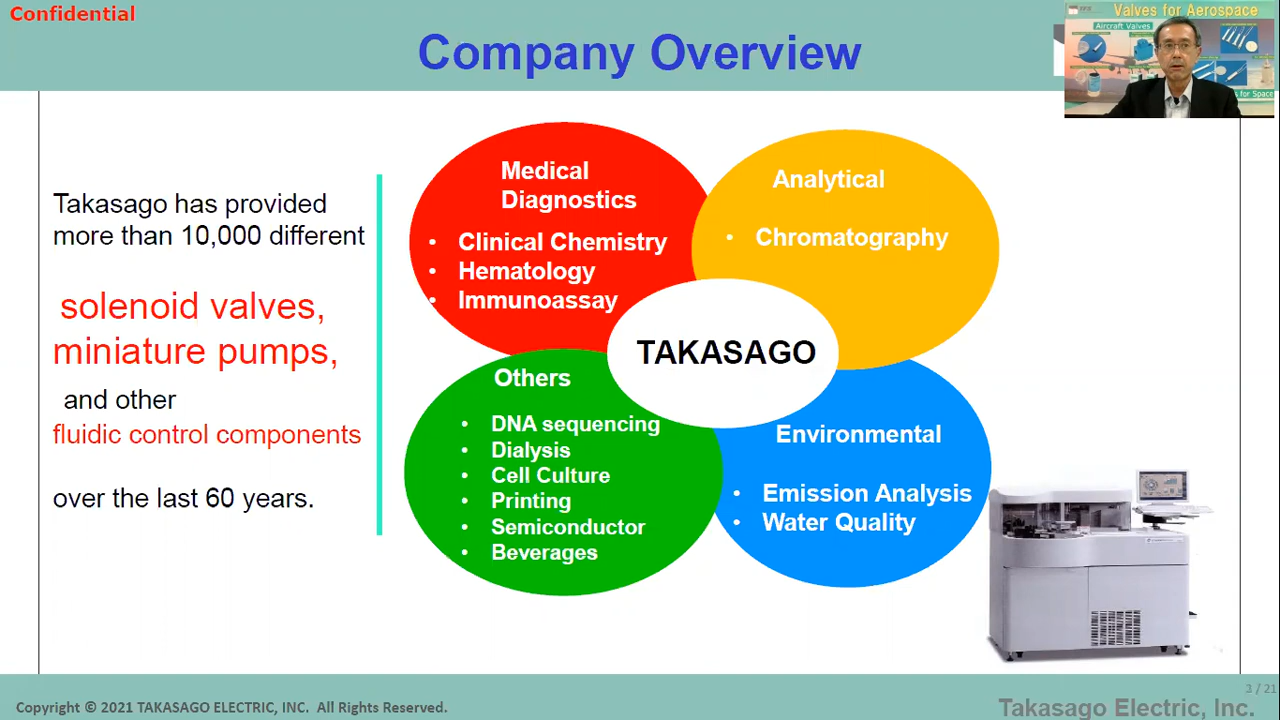 Confidential
Company Overview
Valves for Aerospace
Aircraft Valves
s for Space
Takasago has provided
more than 10,000 different
solenoid valves,
miniature pumps,
and other
fluidic control components
over the last 60 years.
Medical
Diagnostics
• Clinical Chemistry
• Hematology
• Immunoassay
Analytical
• Chromatography
TAKASAGO
Others
• DNA sequencing
• Dialysis
• Cell Culture
• Printing
• Semiconductor
• Beverages
Environmental
• Emission Analysis
• Water Quality
3 / 21
Copyright © 2021 TAKASAGO ELECTRIC, INC. All Rights Reserved.
Takasago Electric, Inc.